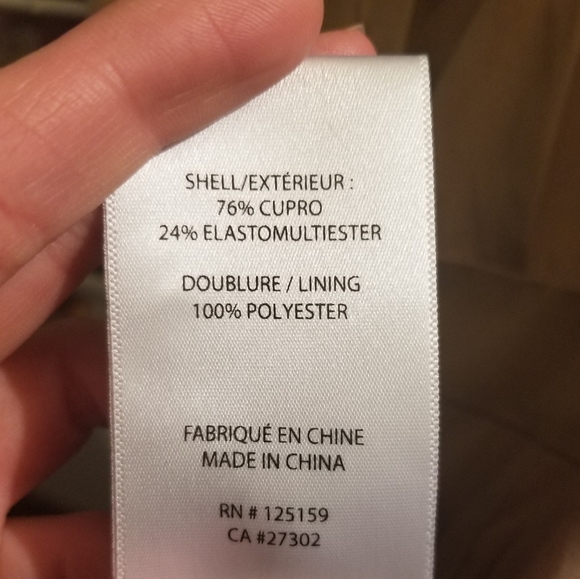 SHELL/EXTÉRIEUR :
76% CUPRO
24% ELASTOMULTIESTER
DOUBLURE / LINING
100% POLYESTER
FABRIQUÉ EN CHINE
MADE IN CHINA
RN # 125159
CA #27302